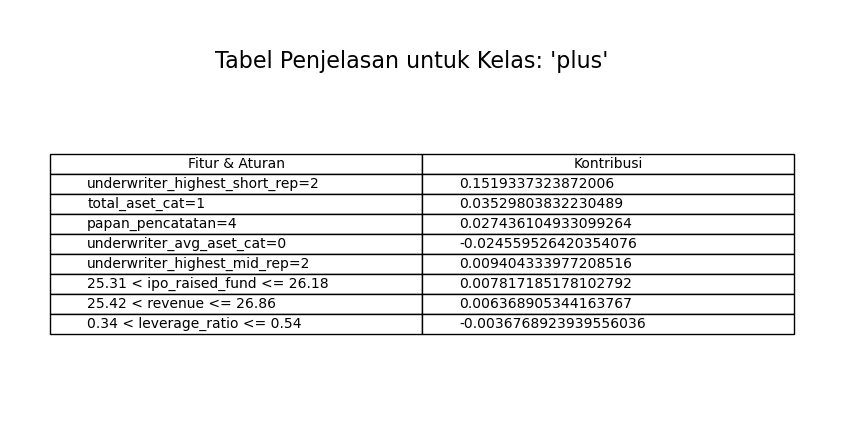 Tabel Penjelasan untuk Kelas: 'plus'
Fitur & Aturan Kontribusi
underwriter_highest_short_rep=2 0.1519337323872006
total_aset_cat=1 0.03529803832230489
papan_pencatatan=4 0.027436104933099264
underwriter_avg_aset_cat=0 -0.024559526420354076
underwriter_highest_mid_rep=2 0.009404333977208516
25.31 < ipo_raised_fund <= 26.18 0.007817185178102792
25.42 < revenue <= 26.86 0.006368905344163767
0.34 < leverage_ratio <= 0.54 -0.0036768923939556036